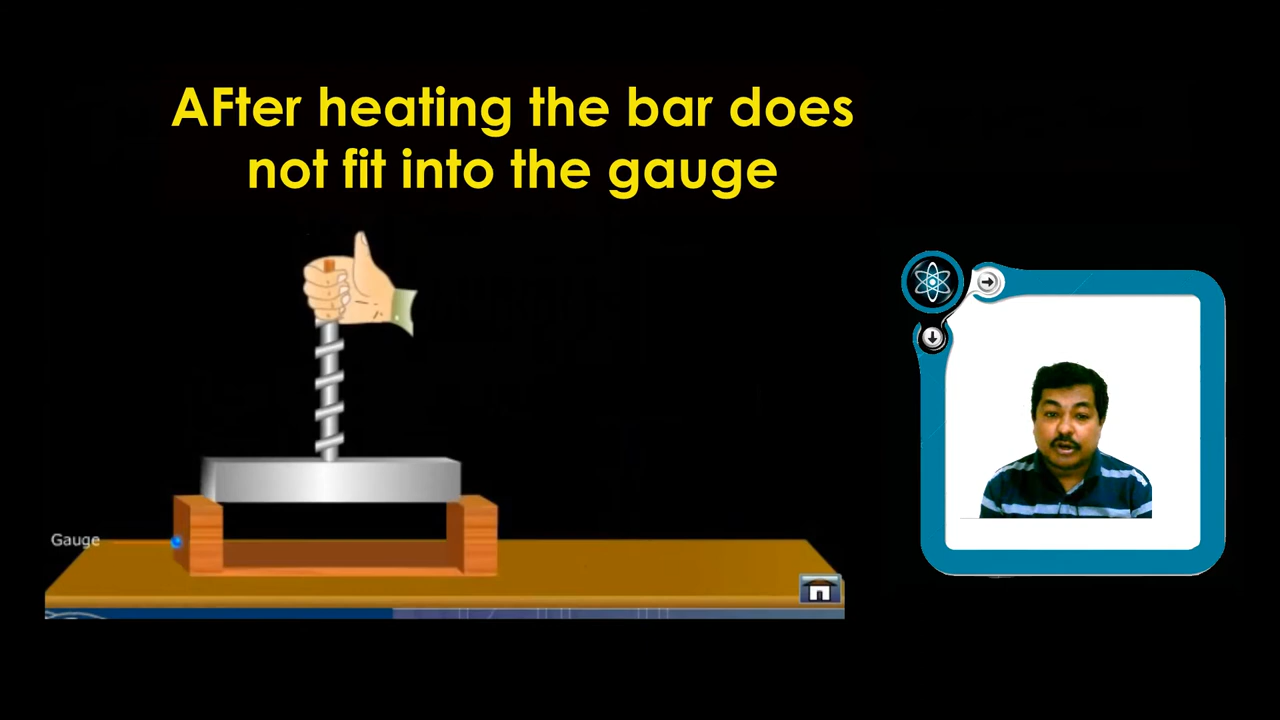 AFter heating the bar does
not fit into the gauge
Gauge